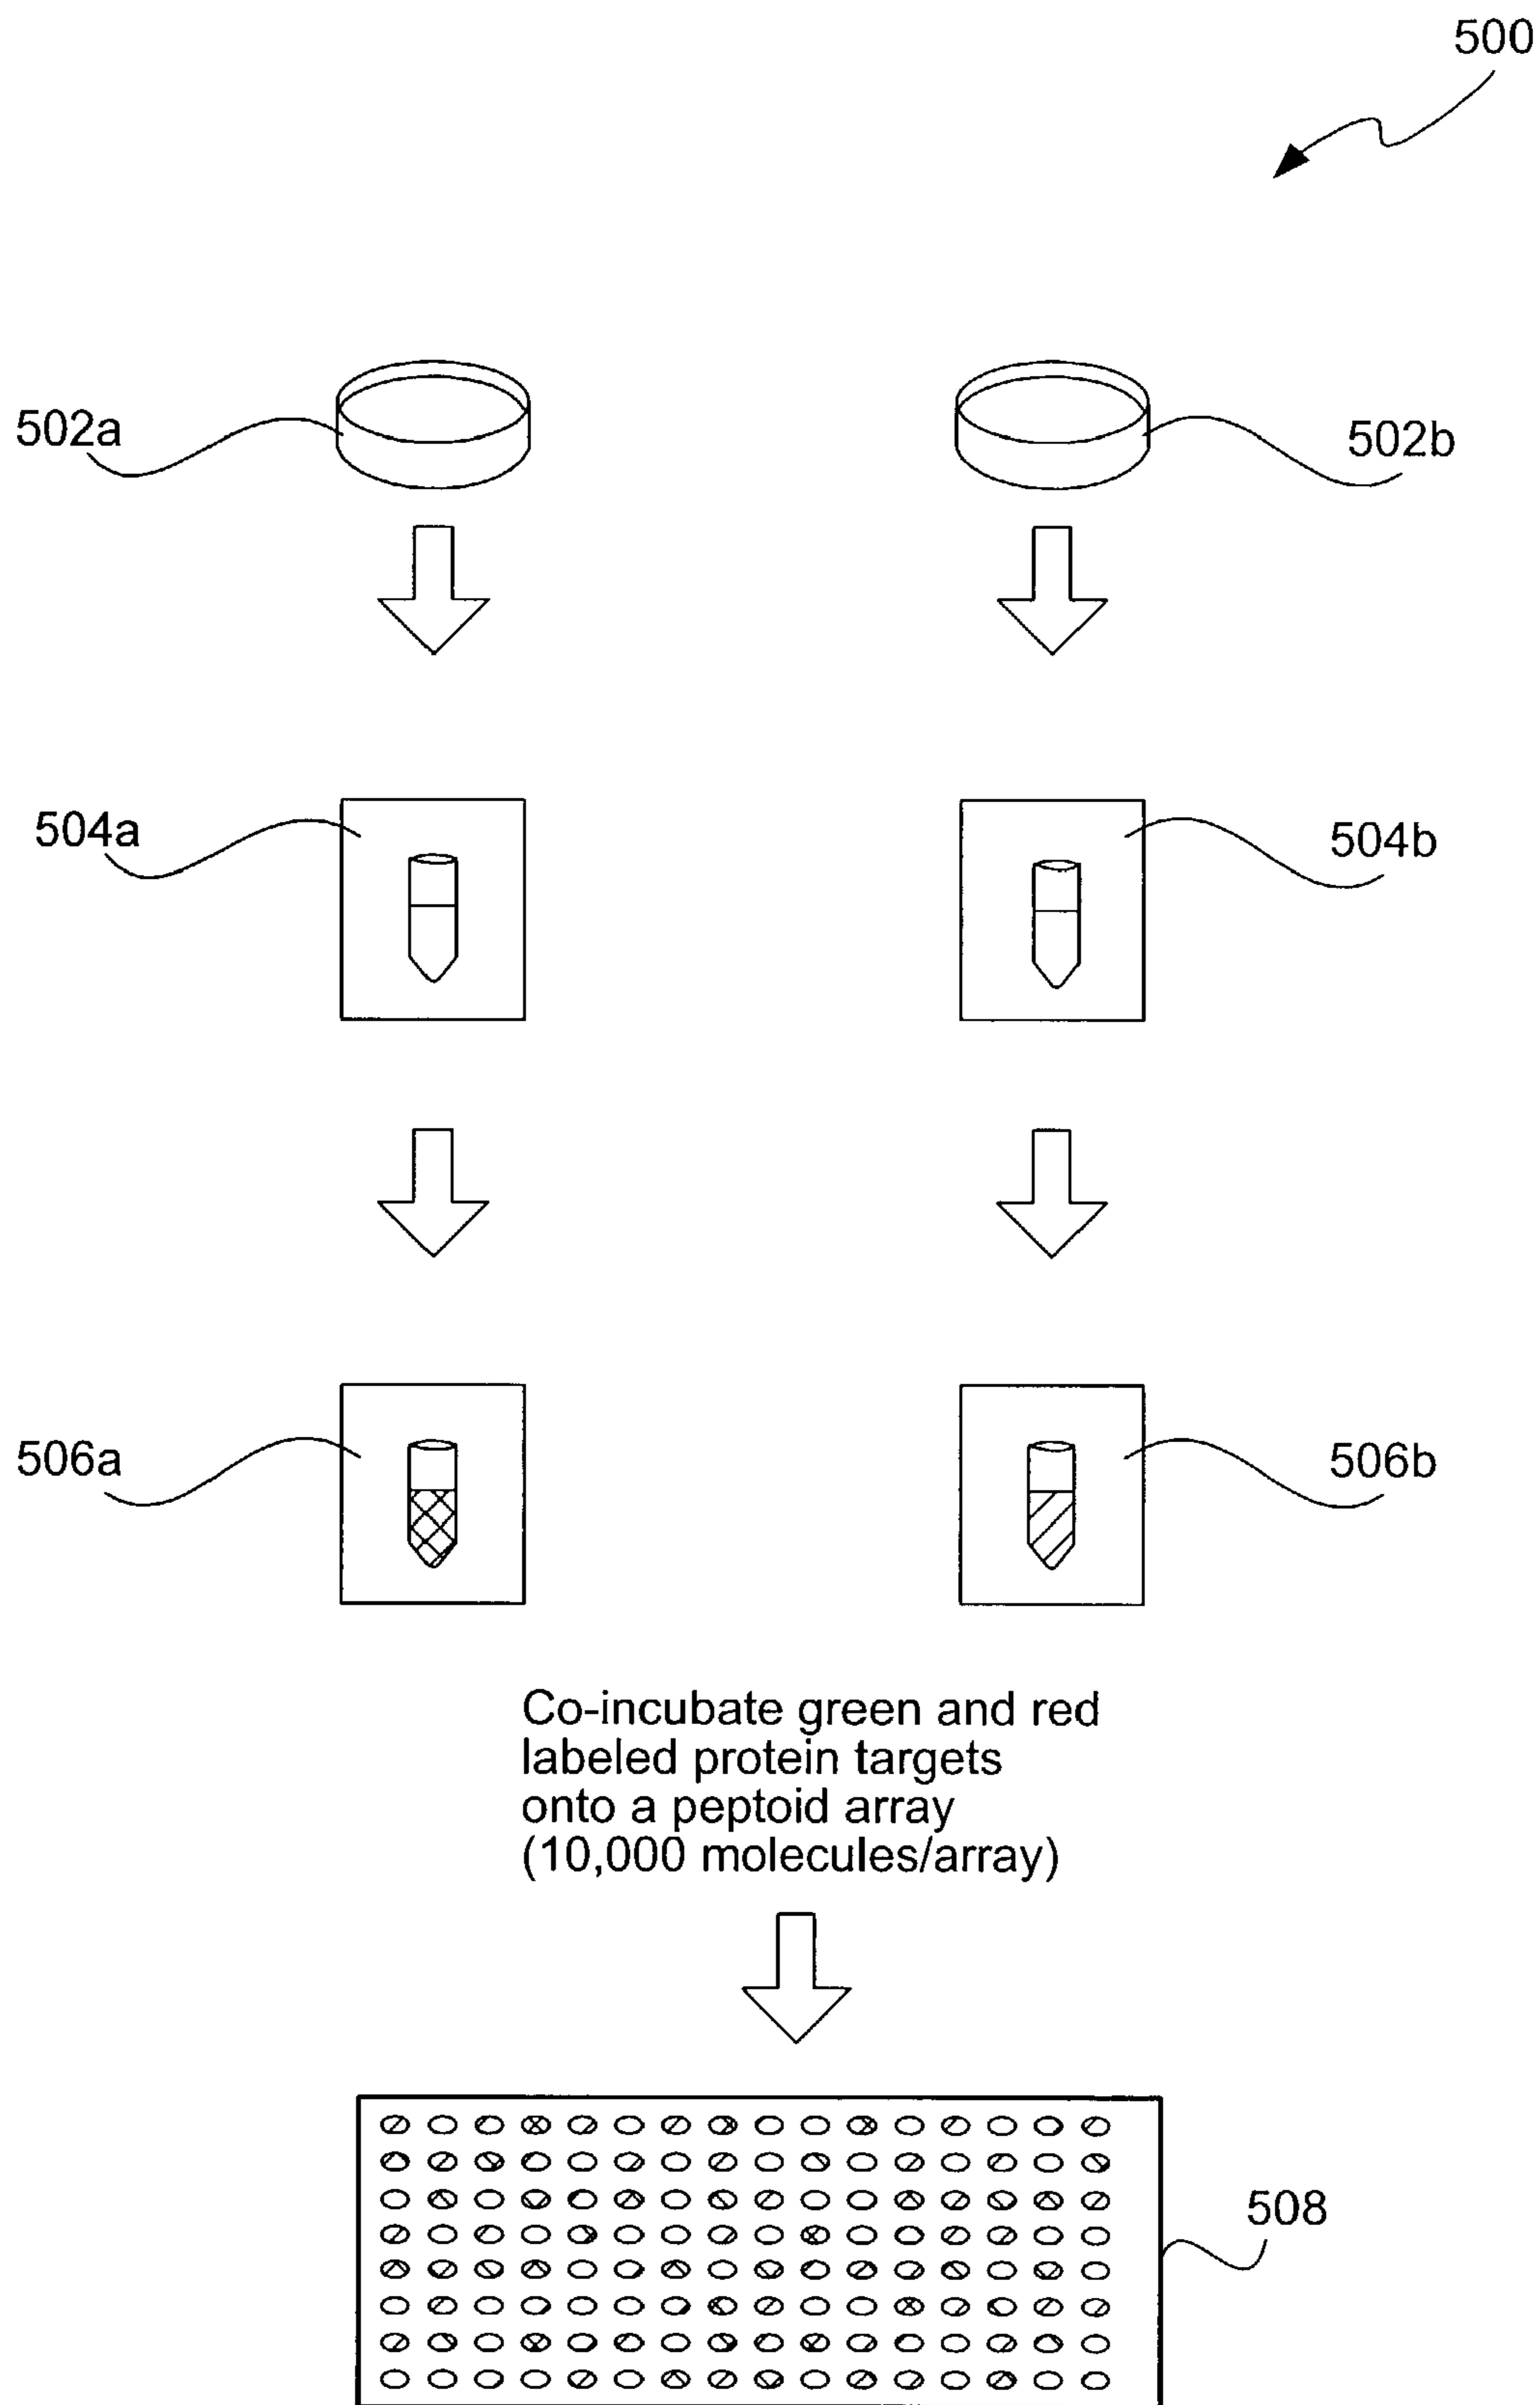 500
502a
502b
504a
504b
506a
506b
Co-incubate green and red
labeled protein targets
onto a peptoid array
(10,000 molecules/array)
508